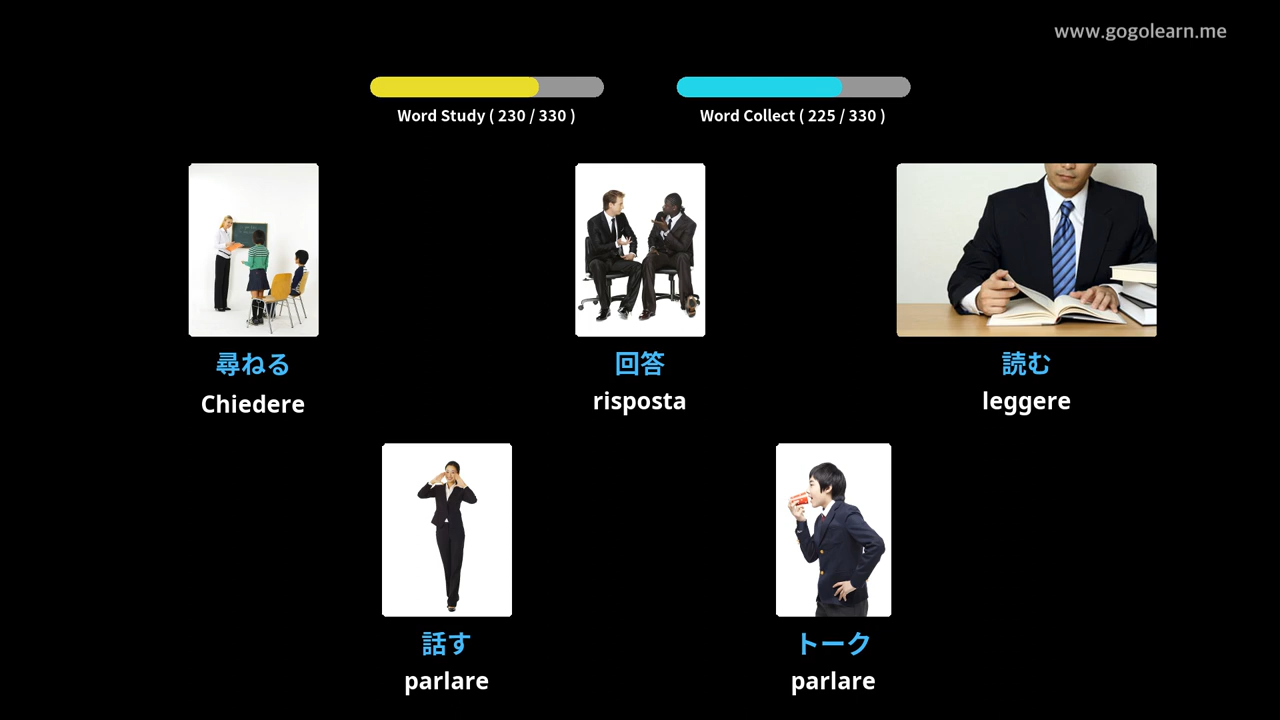 www.gogolearn.me
Word Study ( 230 / 330 )
Word Collect ( 225 / 330 )
尋ねる
Chiedere
回答
risposta
読む
leggere
話す
parlare
トーク
parlare